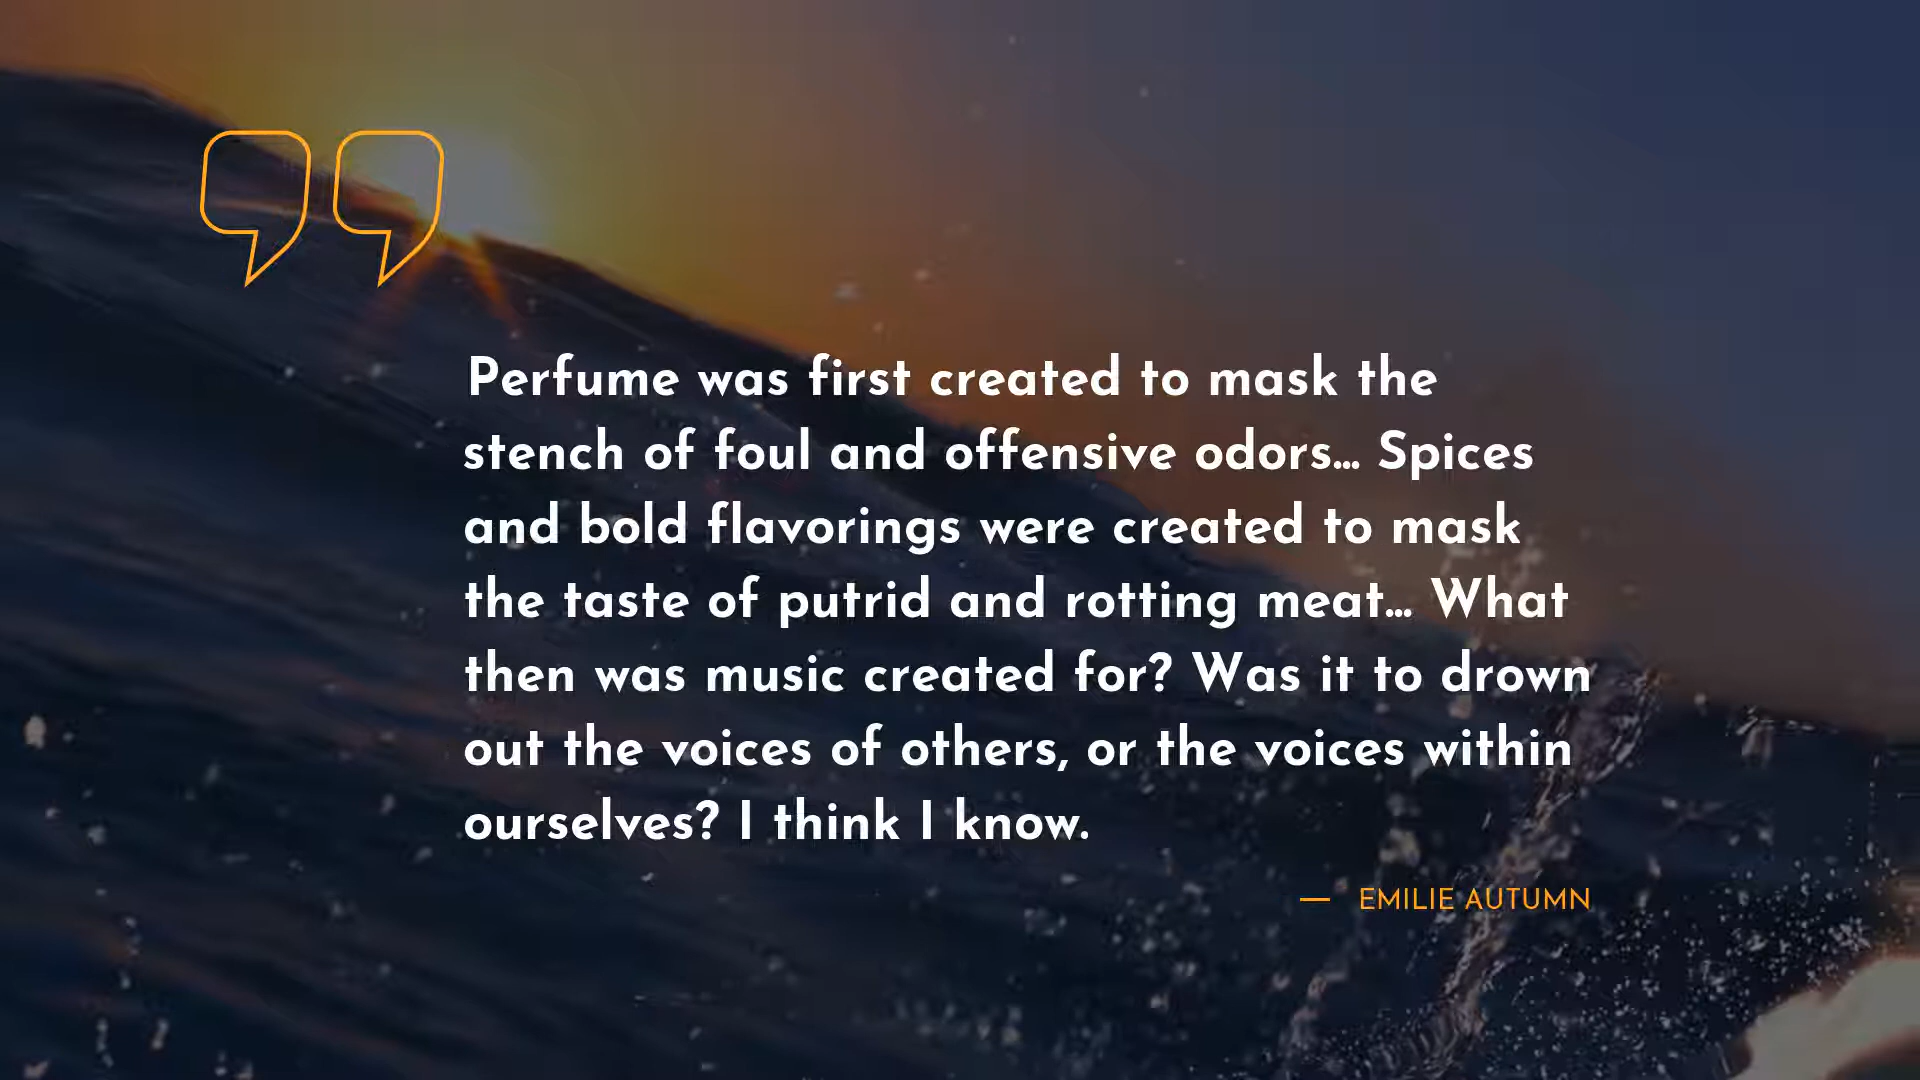 Perfume was first created to mask the
stench of foul and offensive odors... Spices
and bold flavorings were created to mask
the taste of putrid and rotting meat... What
then was music created for? Was it to drown
out the voices of others, or the voices within
ourselves? I think I know.
— EMILIE AUTUMN